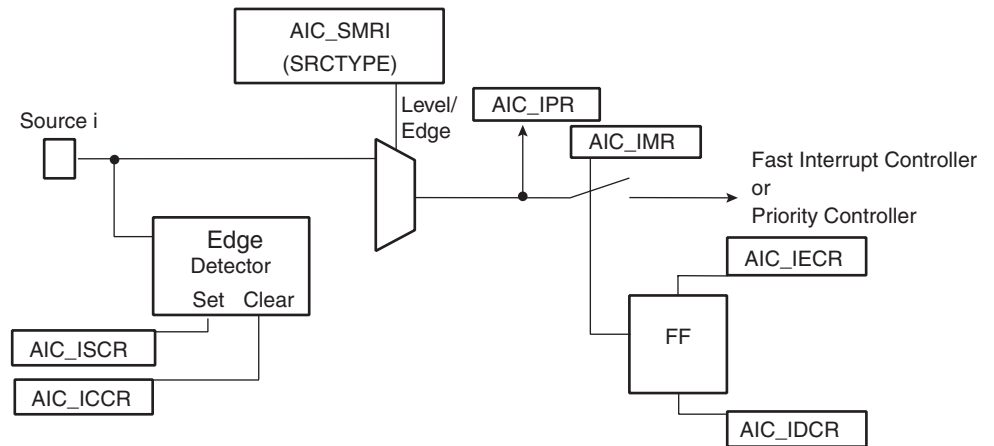 AIC_SMRI
(SRCTYPE)
Level/
Edge
AIC_IPR
Source i
AIC_IMR
Fast Interrupt Controller
or
Priority Controller
Edge
Detector
Set Clear
AIC_IECR
FF
AIC_ISCR
AIC_ICCR
AIC_IDCR